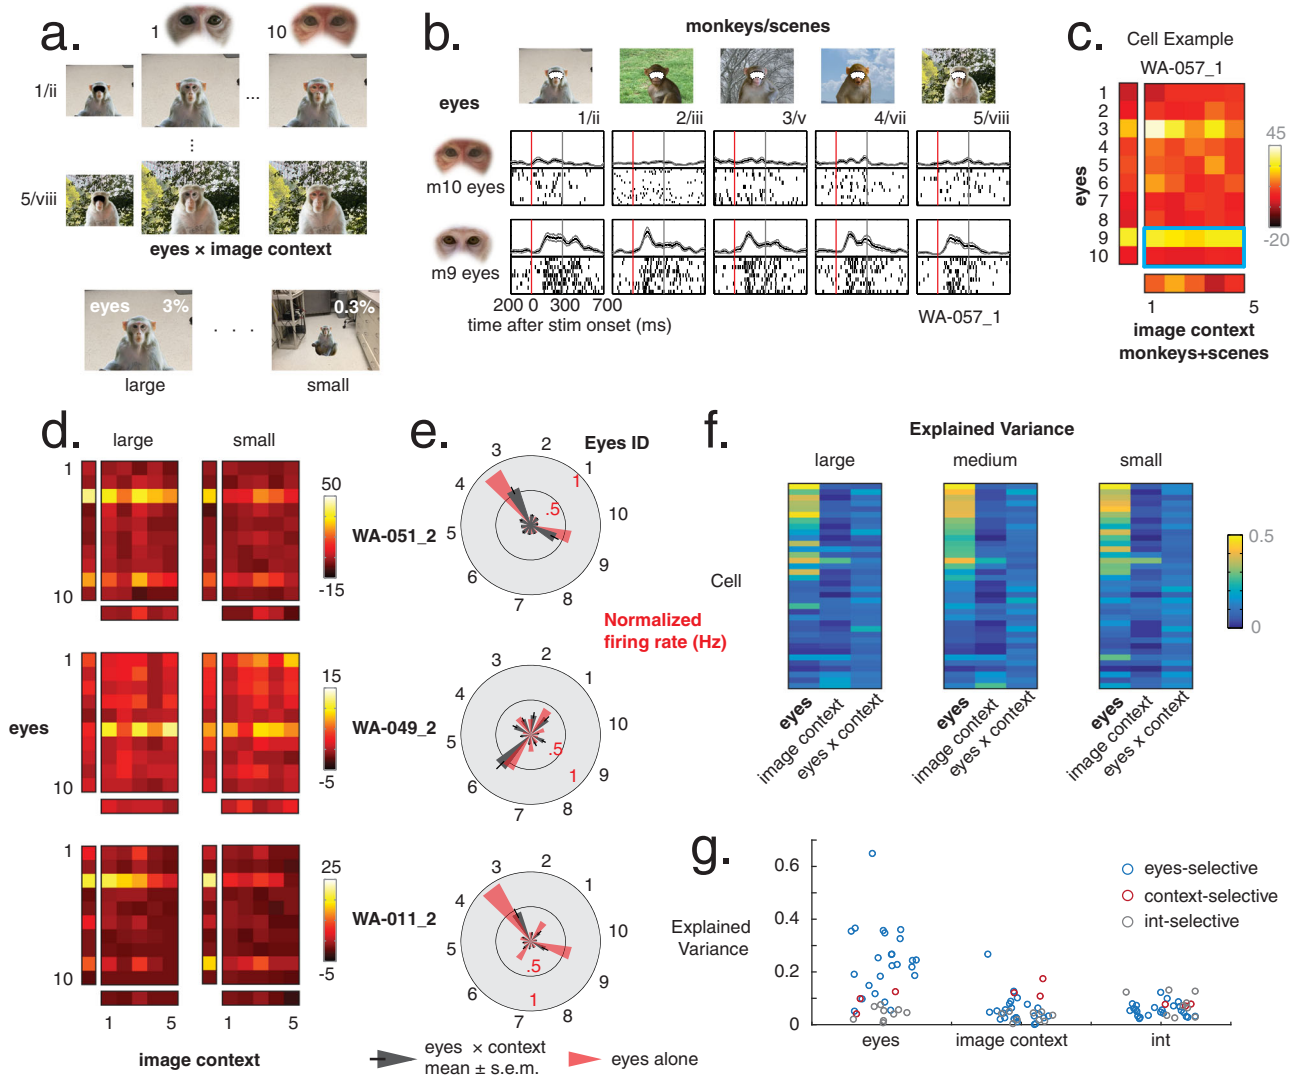 a.
1
10
1/ii
...
⋮
5/viii
eyes × image context
eyes 3%
. . .
0.3%
large
small
b.
monkeys/scenes
eyes
1/ii
2/iii
3/v
4/vii
5/viii
m10 eyes
m9 eyes
200 0 300 700
time after stim onset (ms)
WA-057_1
c.
Cell Example
WA-057_1
eyes
1
2
3
4
5
6
7
8
9
10
45
-20
1
5
image context
monkeys+scenes
d.
large
small
1
10
50
-15
WA-051_2
1
10
15
-5
WA-049_2
eyes
1
10
25
-5
WA-011_2
1
5
1
5
image context
e.
Eyes ID
1
2
3
4
5
6
7
8
9
10
.5
1
Normalized
firing rate (Hz)
1
2
3
4
5
6
7
8
9
10
.5
1
1
2
3
4
5
6
7
8
9
10
.5
1
eyes × context
mean ± s.e.m.
eyes alone
f.
Explained Variance
large
medium
small
Cell
0.5
0
eyes
image context
eyes x context
eyes
image context
eyes x context
eyes
image context
eyes x context
g.
Explained
Variance
0.6
0.4
0.2
0
eyes
image context
int
eyes-selective
context-selective
int-selective